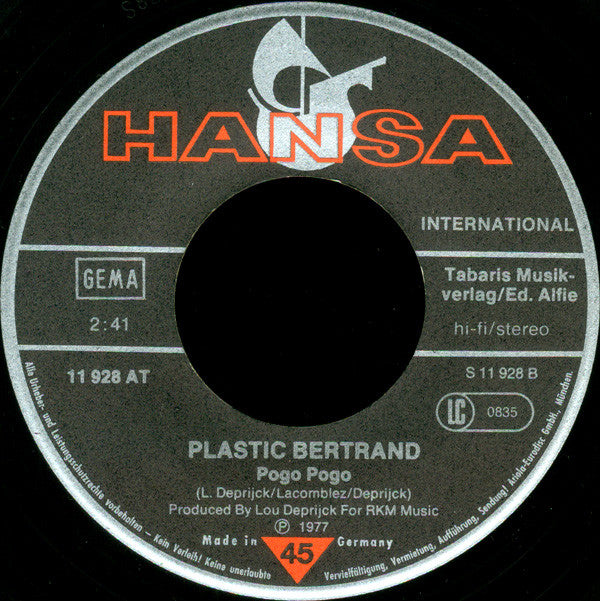 HANSA
INTERNATIONAL
GEMA
2:41
11 928 AT
Tabaris Musik-
verlag/Ed. Alfie
hi-fi/stereo
S 11 928 B
LC 0835
PLASTIC BERTRAND
Pogo Pogo
(L. Deprijck/Lacomblez/Deprijck)
Produced By Lou Deprijck For RKM Music
Ⓟ 1977
Made in 45 Germany
Alle Urheber- und Leistungsschutzrechte vorbehalten – Kein Verleih! Keine unerlaubte Vervielfältigung, Vermietung, Aufführung, Sendung! Ariola-Eurodisc GmbH, München.